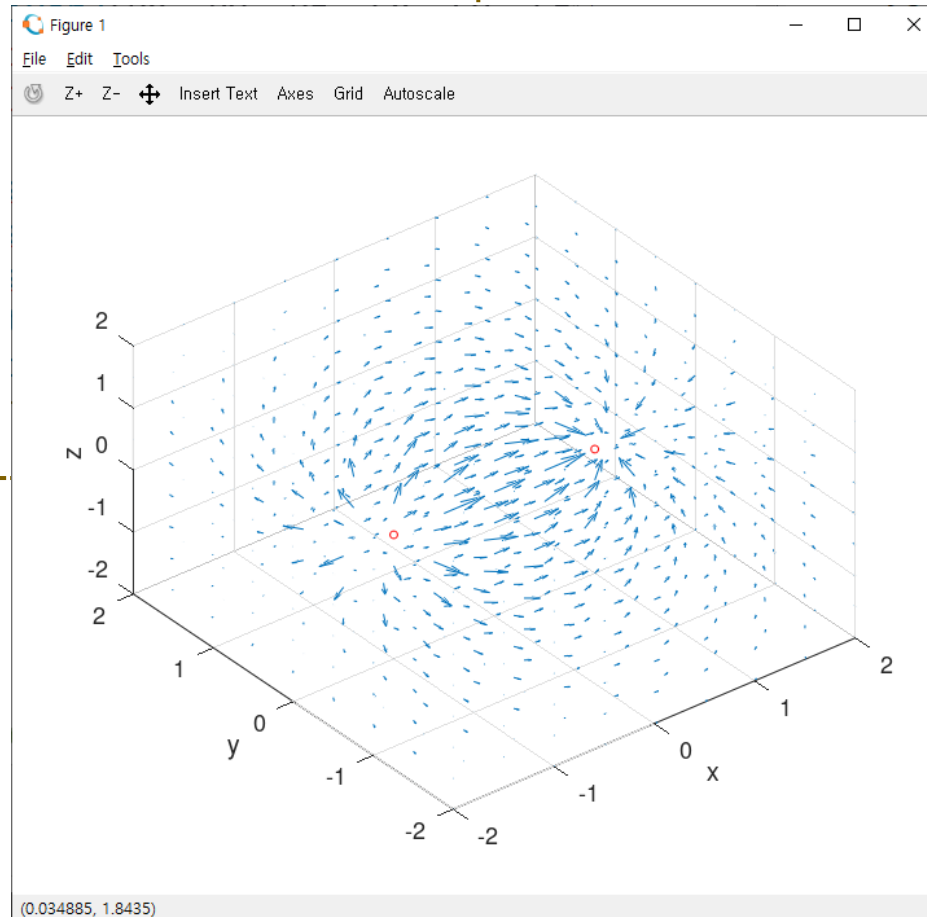 Figure 1
File Edit Tools
Z+ Z- Insert Text Axes Grid Autoscale
2
1
0
-1
-2
z
2
1
0
-1
-2
y
-2
-1
0
1
2
x
(0.034885, 1.8435)